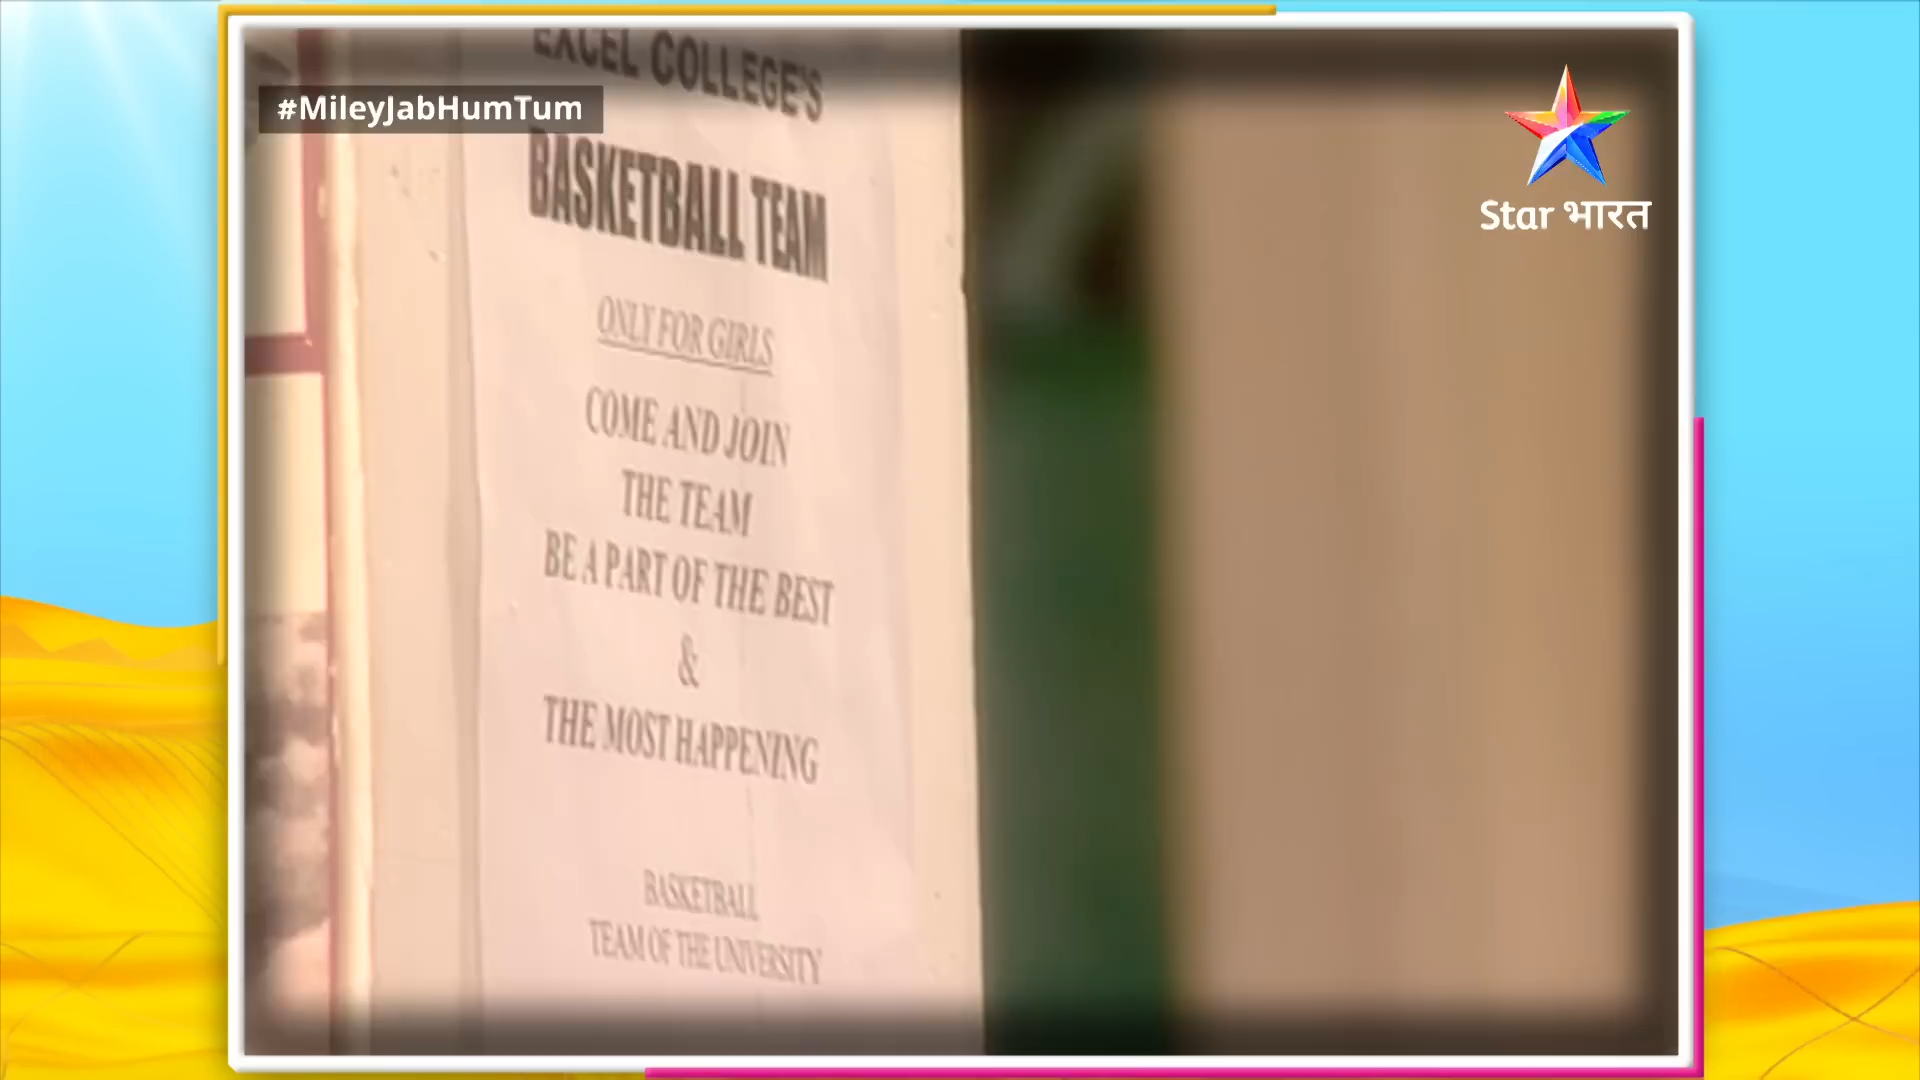 #MileyJabHumTum
Star भारत
EXCEL COLLEGE'S
BASKETBALL TEAM
ONLY FOR GIRLS
COME AND JOIN
THE TEAM
BE A PART OF THE BEST
&
THE MOST HAPPENING
BASKETBALL
TEAM OF THE UNIVERSITY